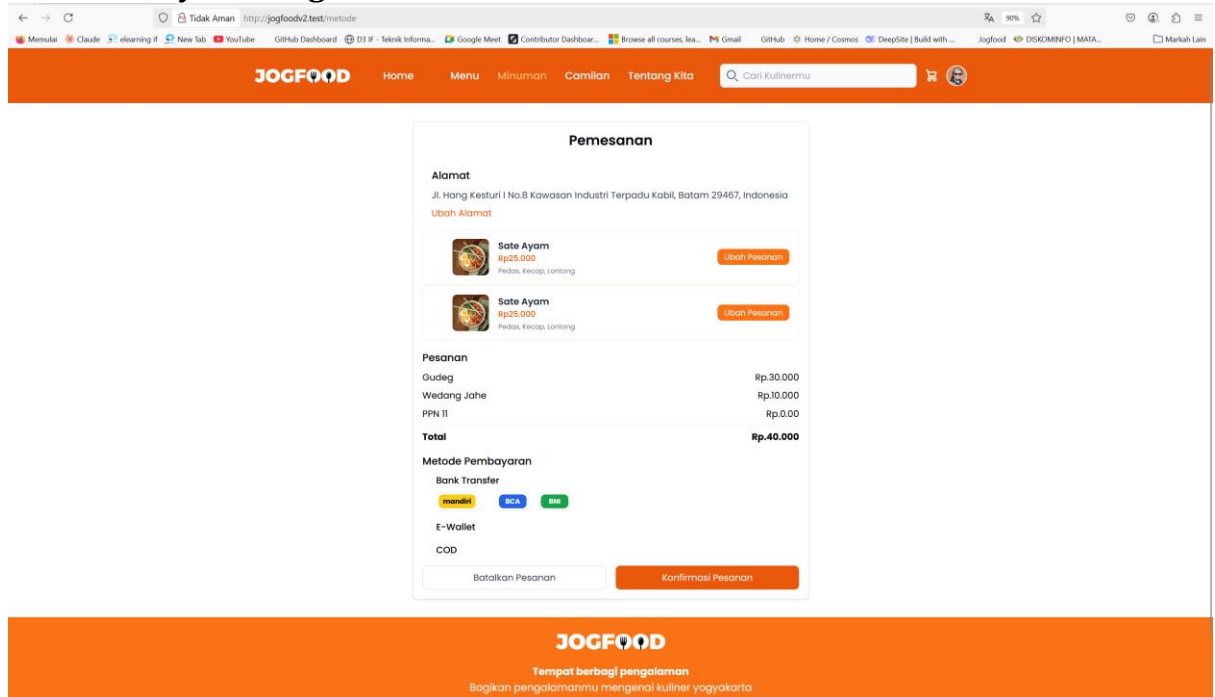 Tidak Aman http://jogfoodv2.test/metode 90%
Memulai Claude elearning if New Tab YouTube GitHub Dashboard D3 IF - Teknik Informa... Google Meet Contributor Dashboar... Browse all courses, lea... Gmail GitHub Home / Cosmos DeepSite | Build with ... Jogfood DISKOMINFO | MATA... Markah Lain
JOGFOOD Home Menu Minuman Camilan Tentang Kita Cari Kulinermu
Pemesanan
Alamat
Jl. Hang Kesturi I No.8 Kawasan Industri Terpadu Kabil, Batam 29467, Indonesia
Ubah Alamat
Sate Ayam
Rp25.000
Ubah Pesanan
Pedas, Kecap, Lontong
Sate Ayam
Rp25.000
Ubah Pesanan
Pedas, Kecap, Lontong
Pesanan
Gudeg Rp.30.000
Wedang Jahe Rp.10.000
PPN 11 Rp.0.00
Total Rp.40.000
Metode Pembayaran
Bank Transfer
mandiri BCA BNI
E-Wallet
COD
Batalkan Pesanan Konfirmasi Pesanan
JOGFOOD
Tempat berbagi pengalaman
Bagikan pengalamanmu mengenai kuliner yogyakarta